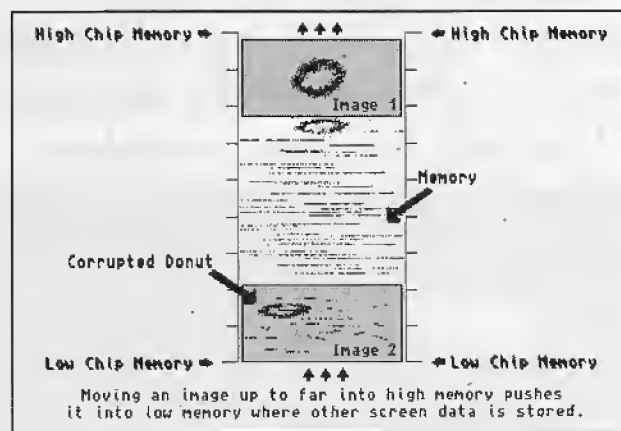 High Chip Memory
High Chip Memory
Image 1
Memory
Corrupted Donut
Image 2
Low Chip Memory
Low Chip Memory
Moving an image up to far into high memory pushes
it into low memory where other screen data is stored.